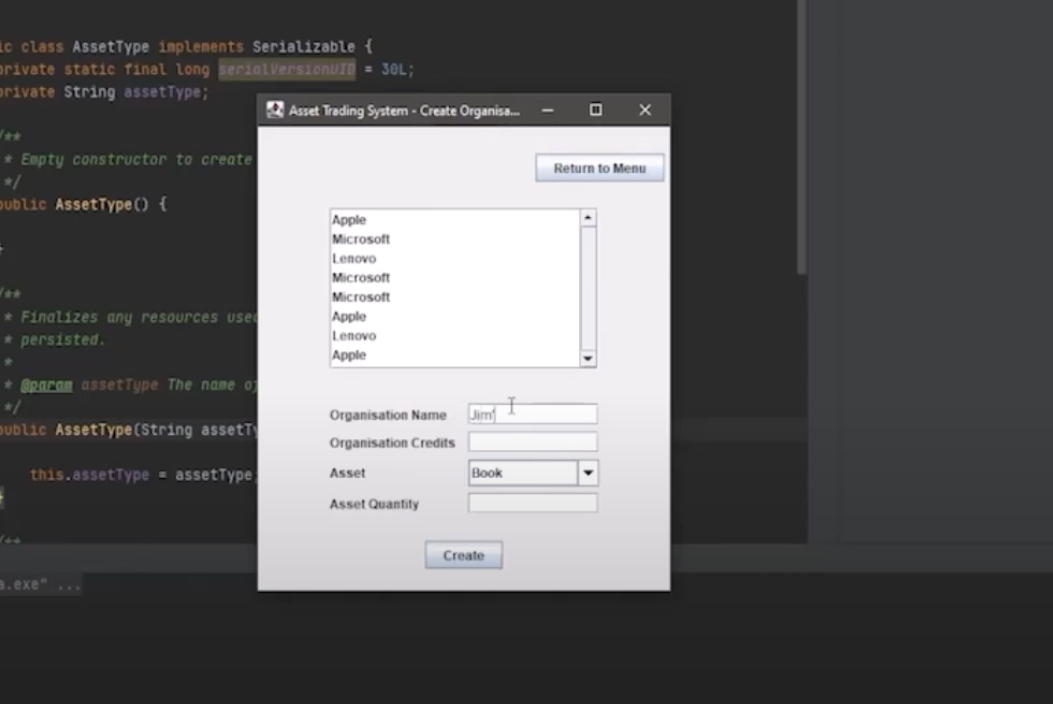 ic class AssetType implements Serializable {
private static final long serialVersionUID = 30L;
private String assetType;
/**
* Empty constructor to create
*/
public AssetType() {
}
/**
* Finalizes any resources used
* persisted.
*
* @param assetType The name of
*/
public AssetType(String assetTy
this.assetType = assetType;
}
/**
a.exe" ...
Asset Trading System - Create Organisa...
Return to Menu
Apple
Microsoft
Lenovo
Microsoft
Microsoft
Apple
Lenovo
Apple
Organisation Name Jim'
Organisation Credits
Asset Book
Asset Quantity
Create